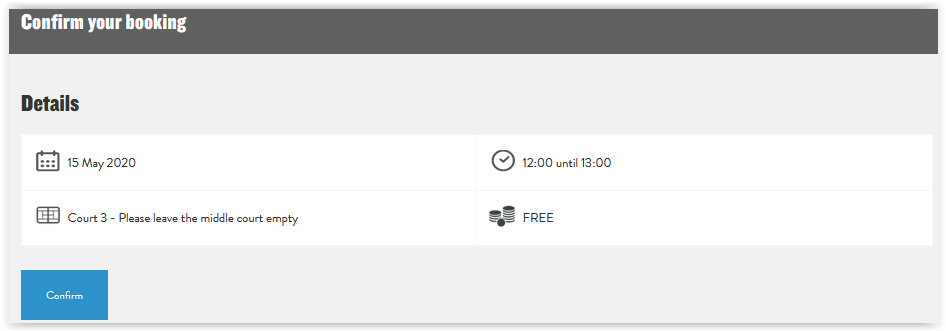 Confirm your booking
Details
15 May 2020
12:00 until 13:00
Court 3 - Please leave the middle court empty
FREE
Confirm